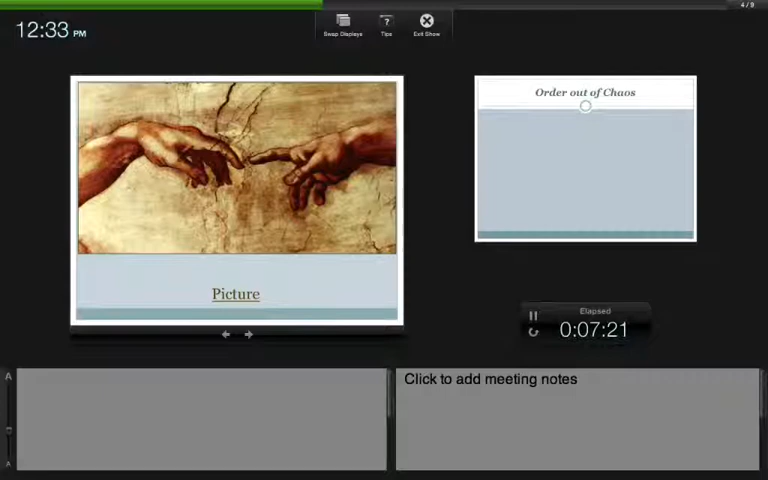 4 / 9
12:33 PM
Swap Displays
?
Tips
Exit Show
Order out of Chaos
Picture
Elapsed
0:07:21
A
Click to add meeting notes
A